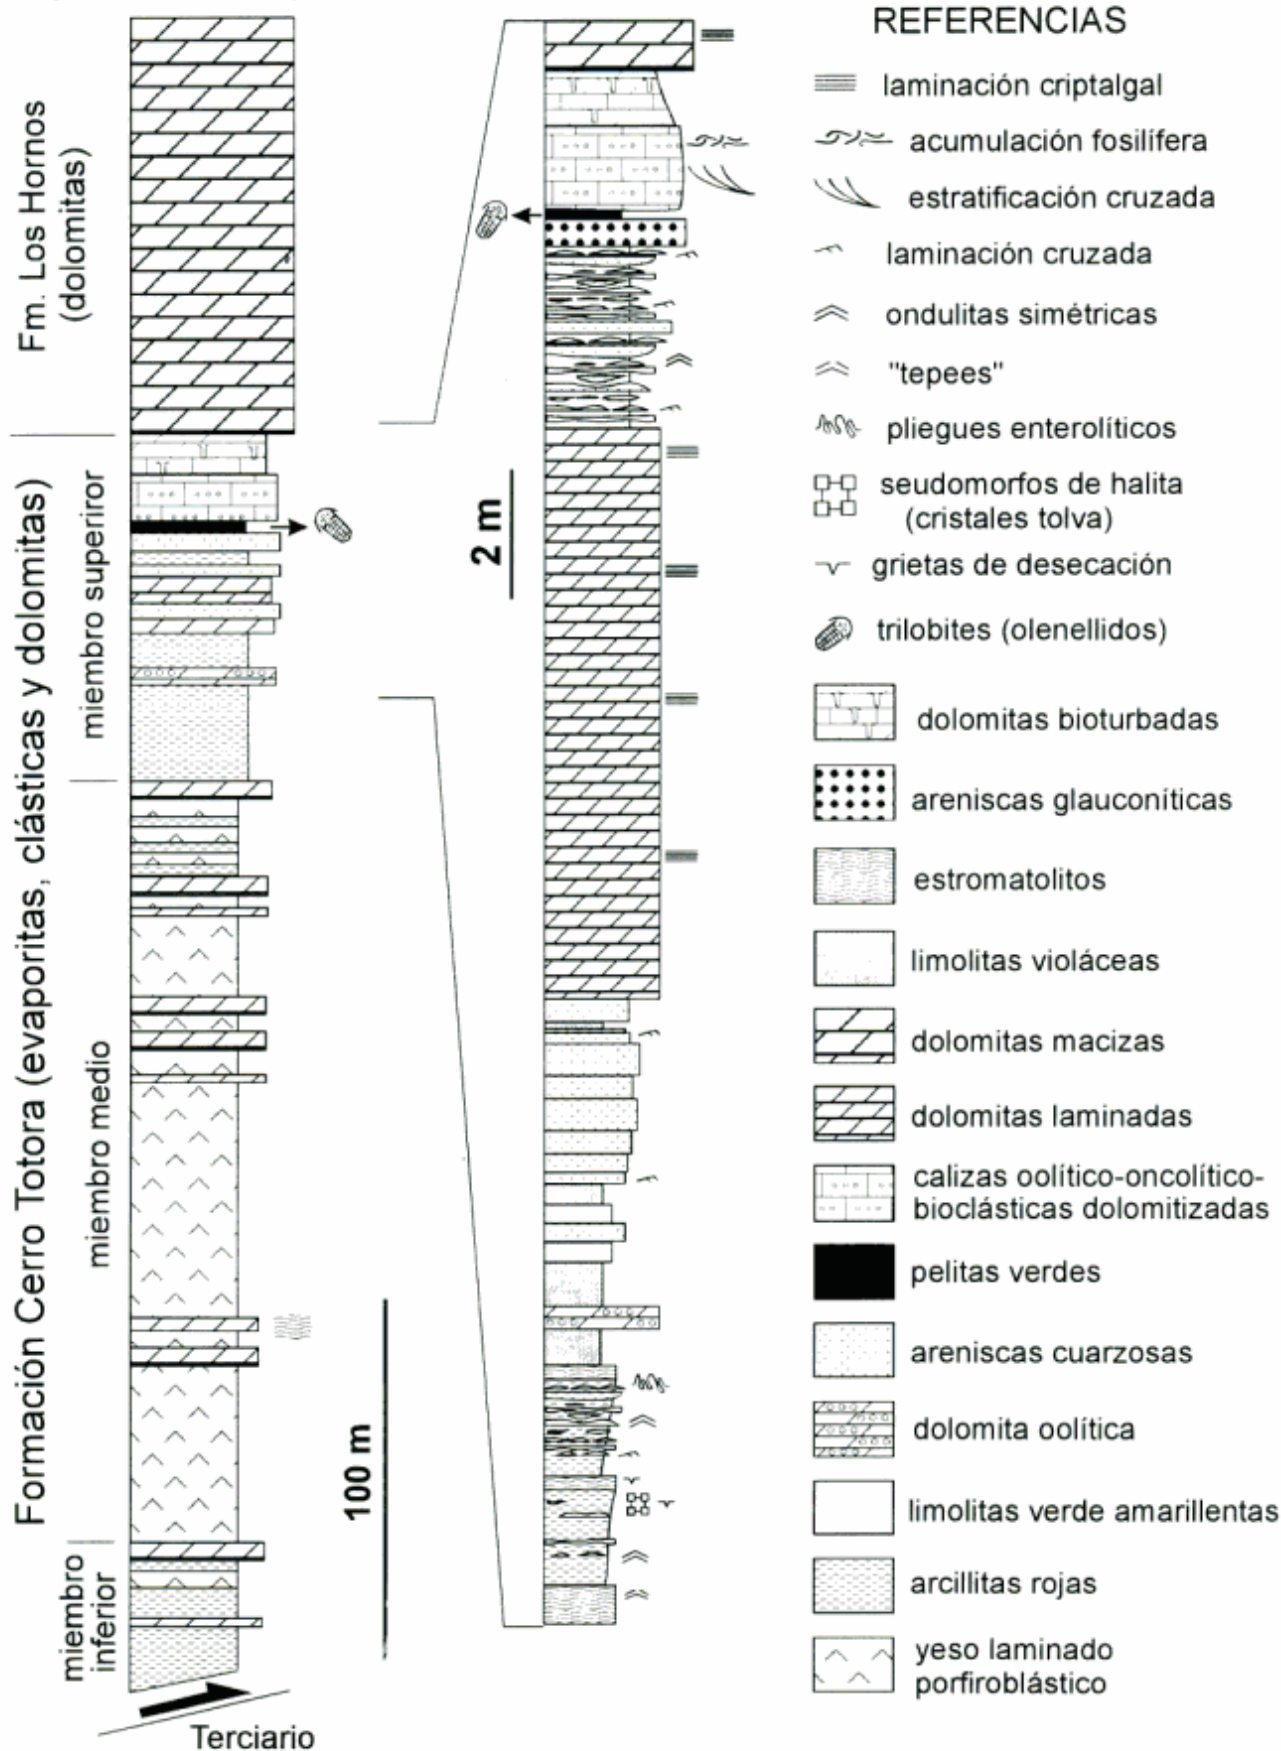 Fm. Los Hornos
(dolomitas)
Formación Cerro Totora (evaporitas, clásticas y dolomitas)
miembro superiror
miembro medio
miembro
inferior
Terciario
100 m
2 m
REFERENCIAS
laminación criptalgal
acumulación fosilífera
estratificación cruzada
laminación cruzada
ondulitas simétricas
"tepees"
pliegues enterolíticos
seudomorfos de halita
(cristales tolva)
grietas de desecación
trilobites (olenellidos)
dolomitas bioturbadas
areniscas glauconíticas
estromatolitos
limolitas violáceas
dolomitas macizas
dolomitas laminadas
calizas oolítico-oncolítico-
bioclásticas dolomitizadas
pelitas verdes
areniscas cuarzosas
dolomita oolítica
limolitas verde amarillentas
arcillitas rojas
yeso laminado
porfiroblástico